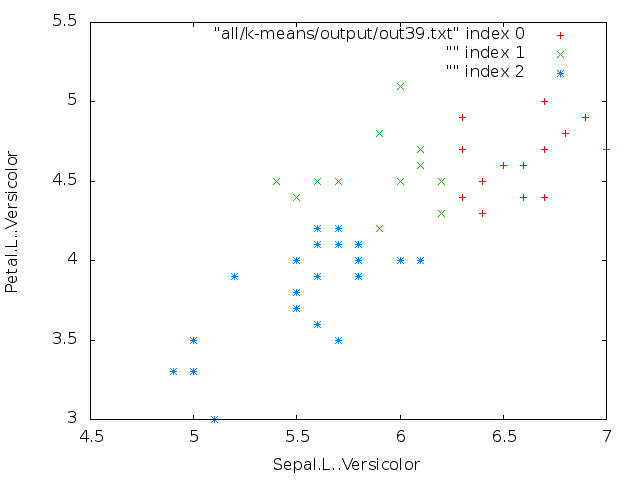 "all/k-means/output/out39.txt" index 0
"" index 1
"" index 2
5.5
5
4.5
4
3.5
3
4.5 5 5.5 6 6.5 7
Petal.L..Versicolor
Sepal.L..Versicolor